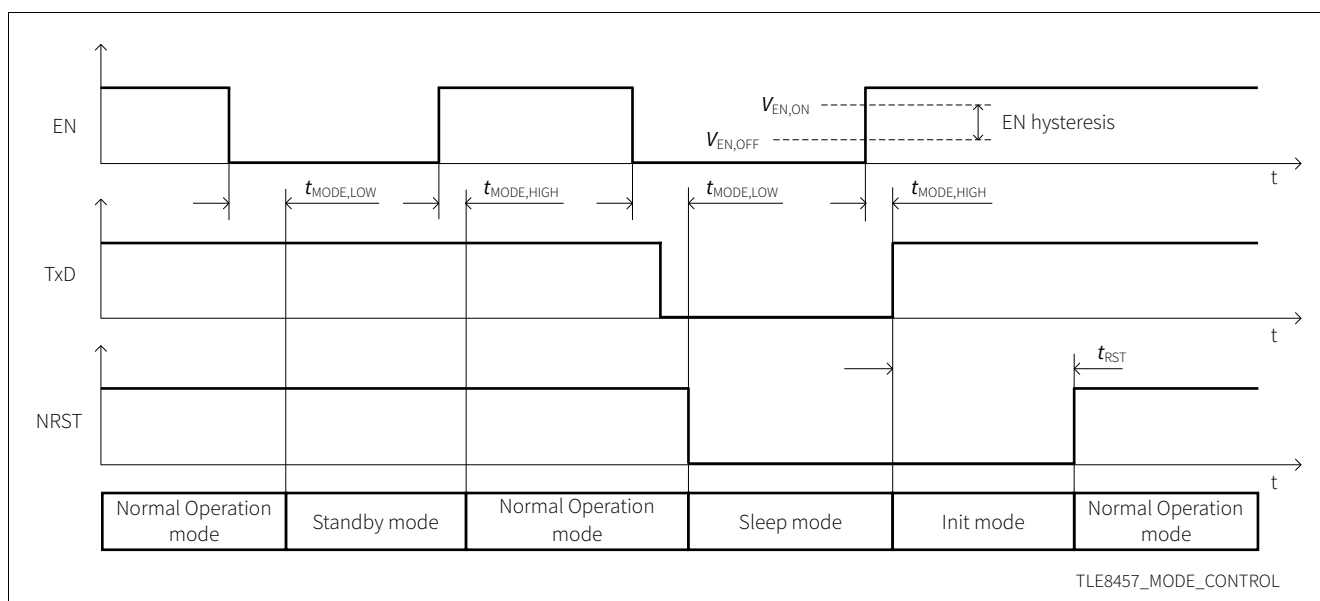 EN
V_EN,ON
V_EN,OFF
EN hysteresis
t
t_MODE,LOW
t_MODE,HIGH
t_MODE,LOW
t_MODE,HIGH
TxD
t
t_RST
NRST
t
Normal Operation
mode
Standby mode
Normal Operation
mode
Sleep mode
Init mode
Normal Operation
mode
TLE8457_MODE_CONTROL